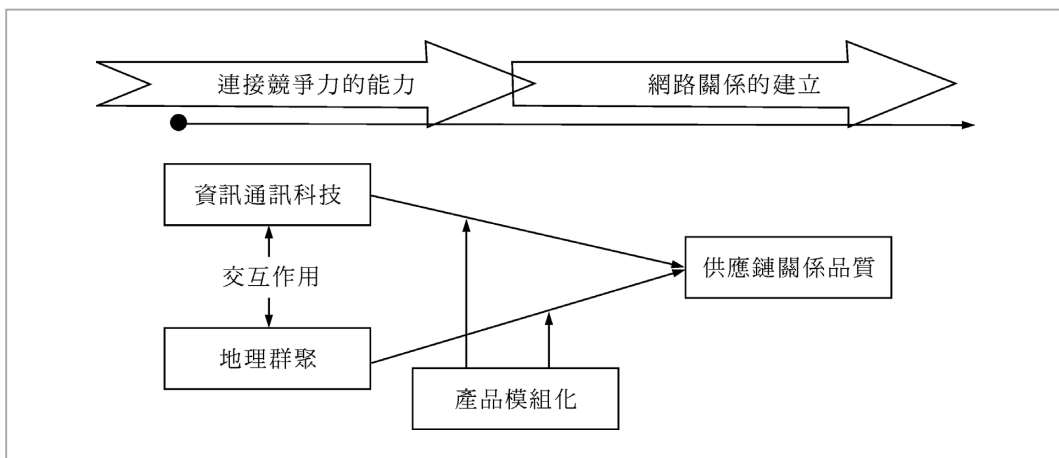 連接競爭力的能力
網路關係的建立
資訊通訊科技
供應鏈關係品質
交互作用
地理群聚
產品模組化